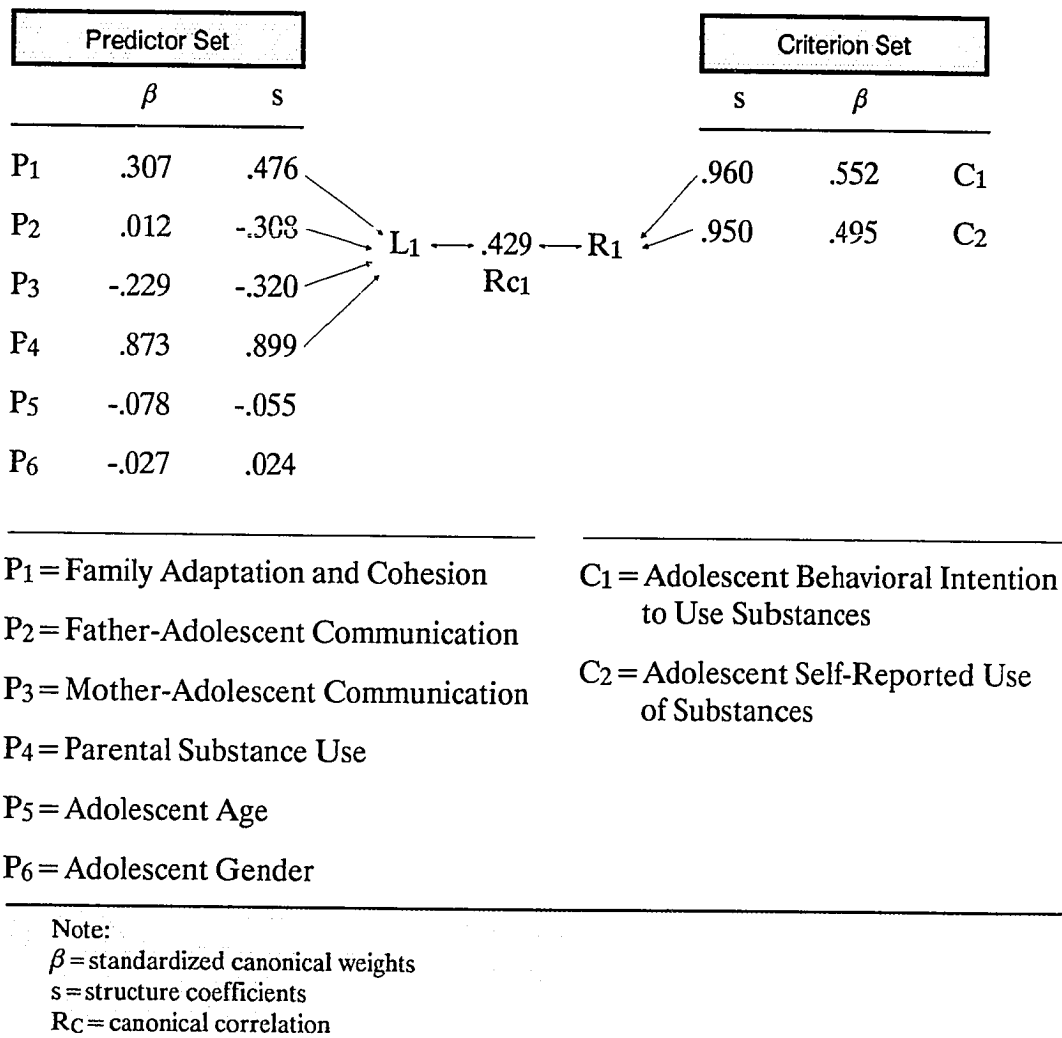 Predictor Set Criterion Set
β s s β
P1 .307 .476 .960 .552 C1
P2 .012 -.308 .950 .495 C2
L1 .429 R1
P3 -.229 -.320 Rc1
P4 .873 .899
P5 -.078 -.055
P6 -.027 .024
P1=Family Adaptation and Cohesion
P2=Father-Adolescent Communication
P3=Mother-Adolescent Communication
P4=Parental Substance Use
P5=Adolescent Age
P6=Adolescent Gender
C1=Adolescent Behavioral Intention
to Use Substances
C2=Adolescent Self-Reported Use
of Substances
Note:
β=standardized canonical weights
s=structure coefficients
Rc=canonical correlation